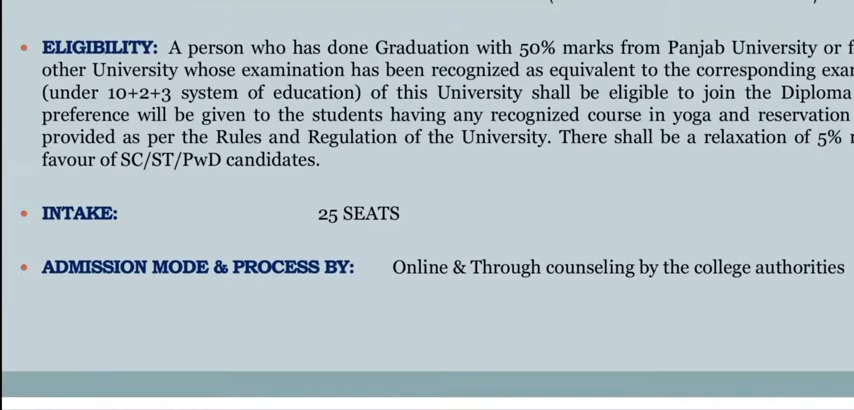 • ELIGIBILITY: A person who has done Graduation with 50% marks from Panjab University or
other University whose examination has been recognized as equivalent to the corresponding
(under 10+2+3 system of education) of this University shall be eligible to join the Diploma
preference will be given to the students having any recognized course in yoga and reservation
provided as per the Rules and Regulation of the University. There shall be a relaxation of 5%
favour of SC/ST/PwD candidates.
• INTAKE: 25 SEATS
• ADMISSION MODE & PROCESS BY: Online & Through counseling by the college authorities